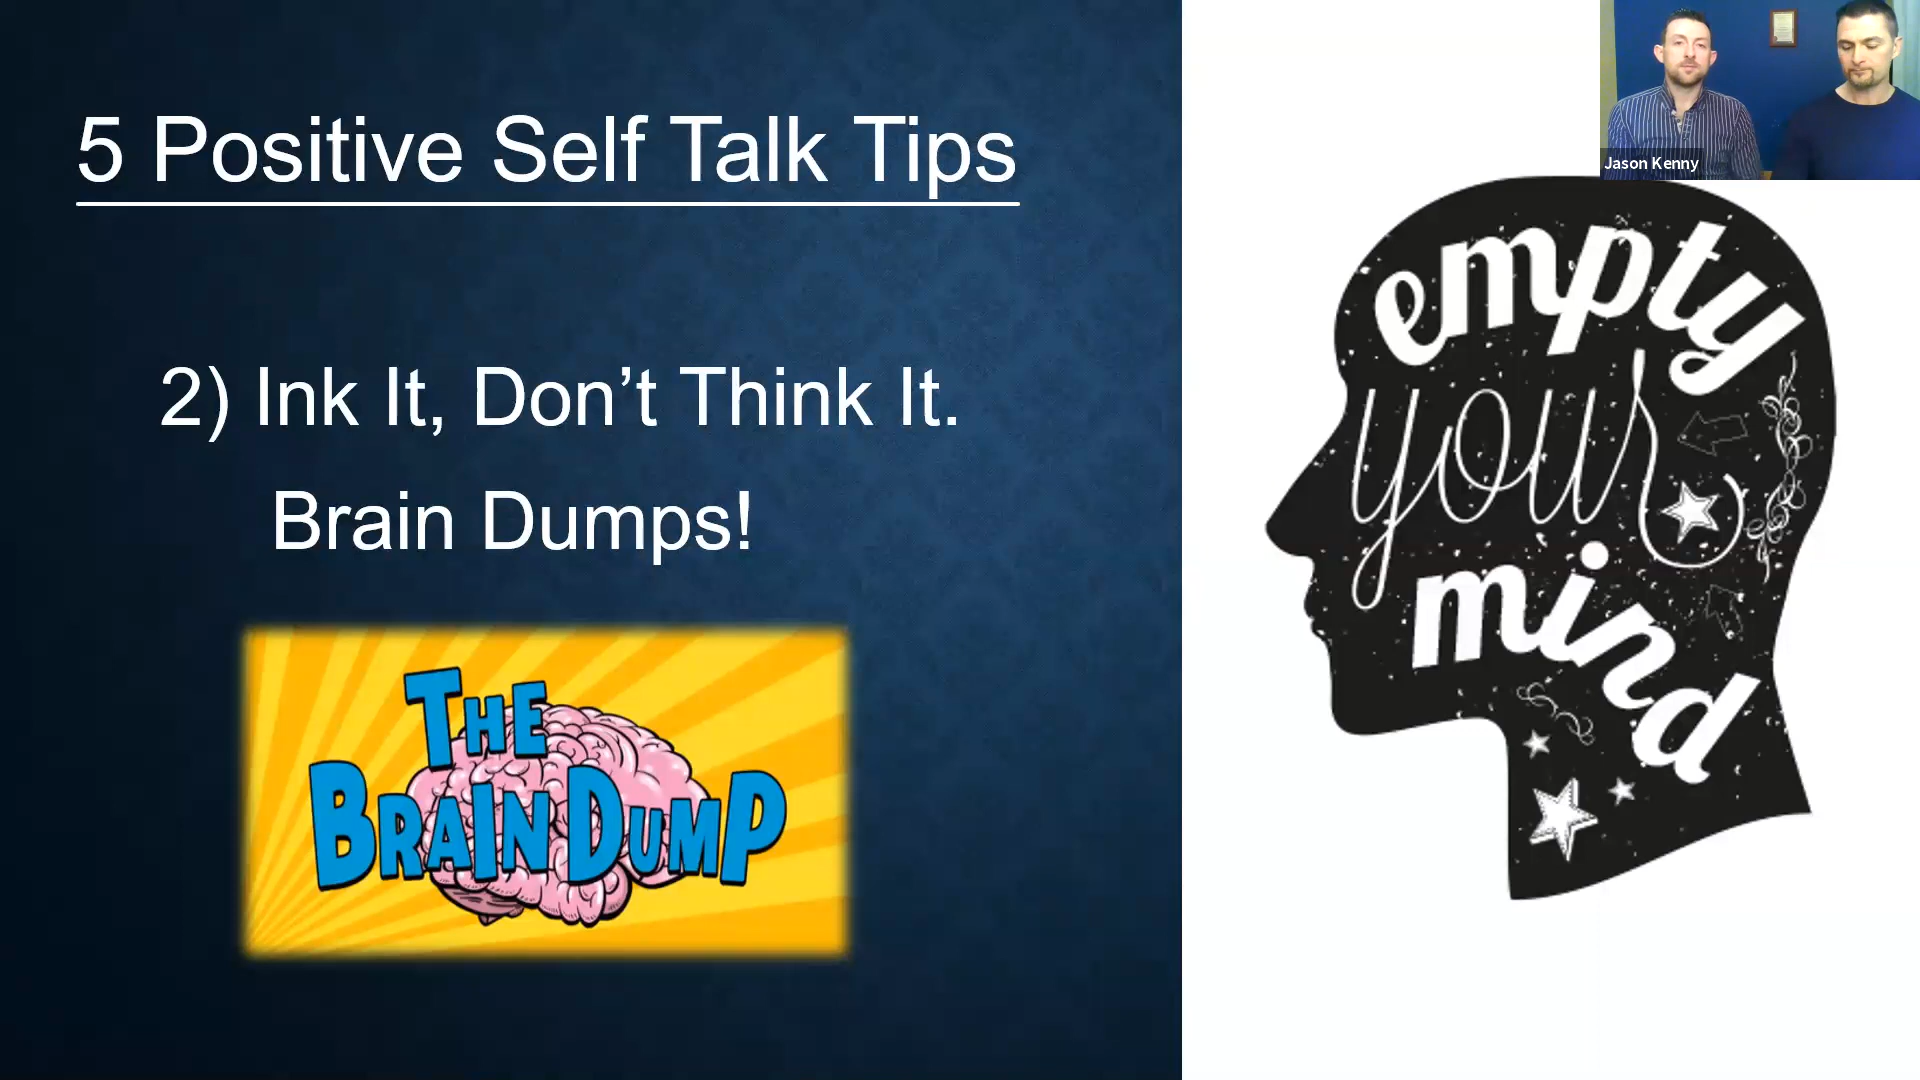 5 Positive Self Talk Tips
2) Ink It, Don’t Think It.
Brain Dumps!
THE
BRAIN DUMP
Jason Kenny
empty
your
mind